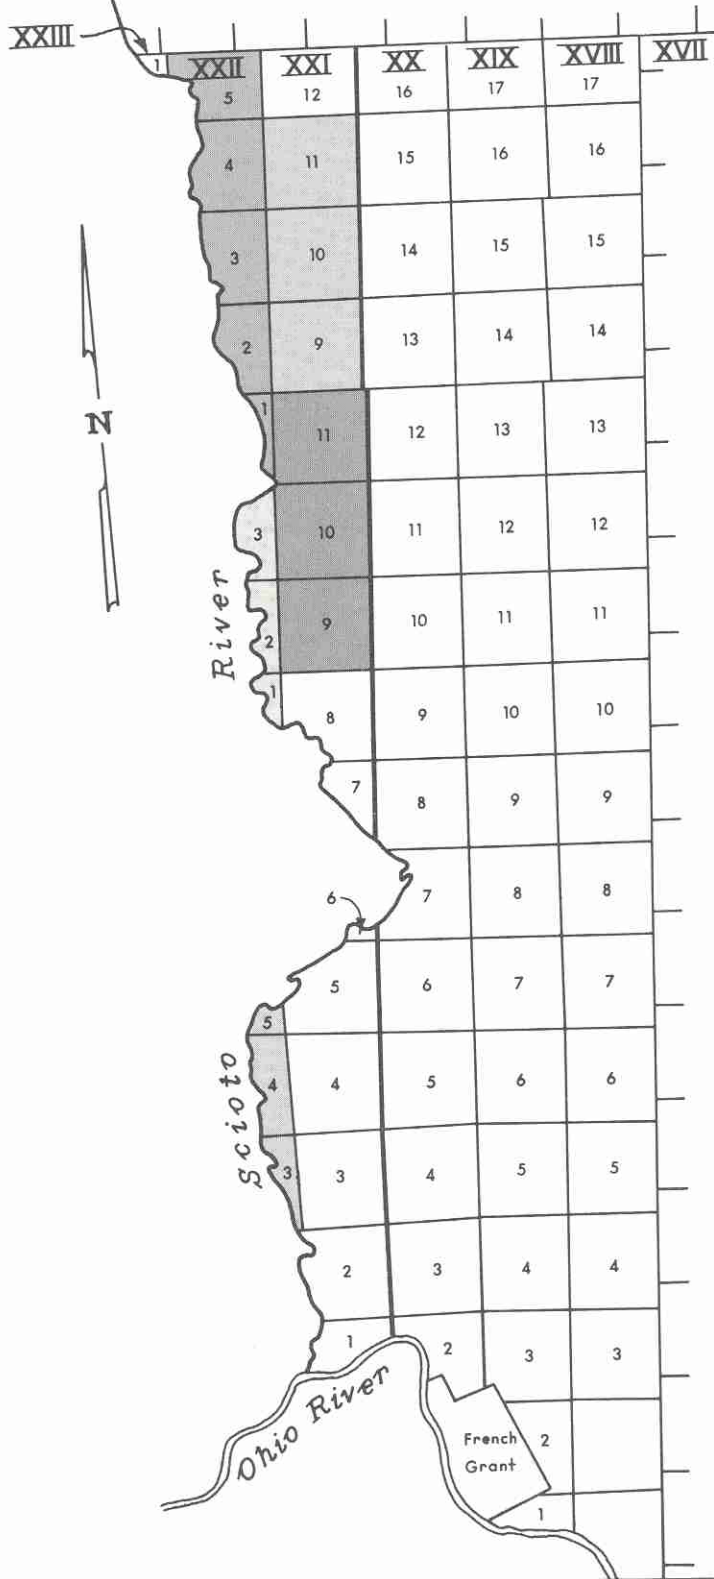 XXIII
XXII XXI XX XIX XVIII XVII
1
5 12 16 17 17
4 11 15 16 16
3 10 14 15 15
2 9 13 14 14
1 11 12 13 13
3 10 11 12 12
2 9 10 11 11
1 8 9 10 10
7 8 9 9
6 7 8 8
5 5 6 7 7
4 4 5 6 6
3 3 4 5 5
2 3 4 4
1 2 3 3
2
1
N
River
Scioto
Ohio River
French
Grant